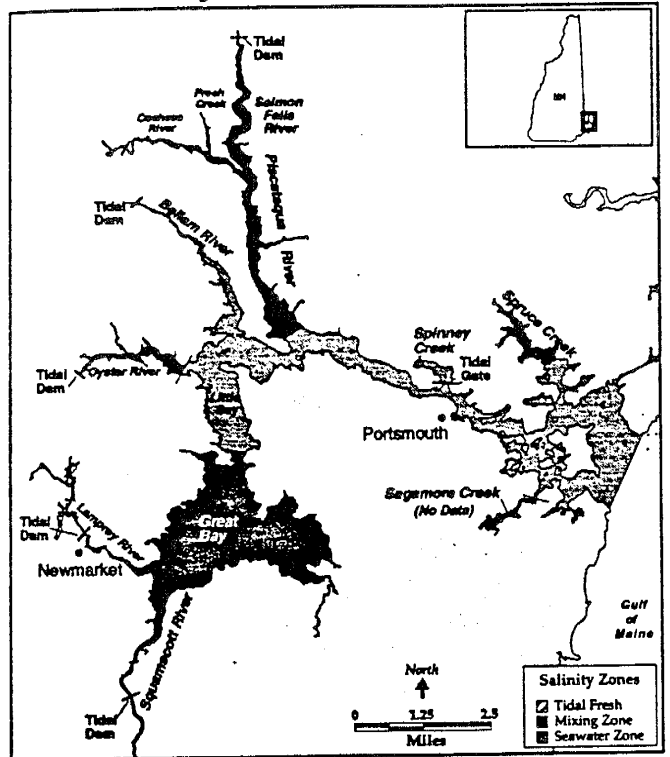 Tidal
Dam
NH
Fresh
Creek
Cocheco
River
Salmon
Falls
River
Piscataqua
River
Tidal
Dam
Bellam River
Spruce Creek
Spinney
Creek
Tidal
Gate
Tidal
Dam
Oyster River
Little
Bay
Portsmouth
Sagamore Creek
(No Data)
Great
Bay
Lamprey River
Tidal
Dam
Newmarket
Squamscott River
Tidal
Dam
Gulf
of
Maine
North
0 1.25 2.5
Miles
Salinity Zones
Tidal Fresh
Mixing Zone
Seawater Zone